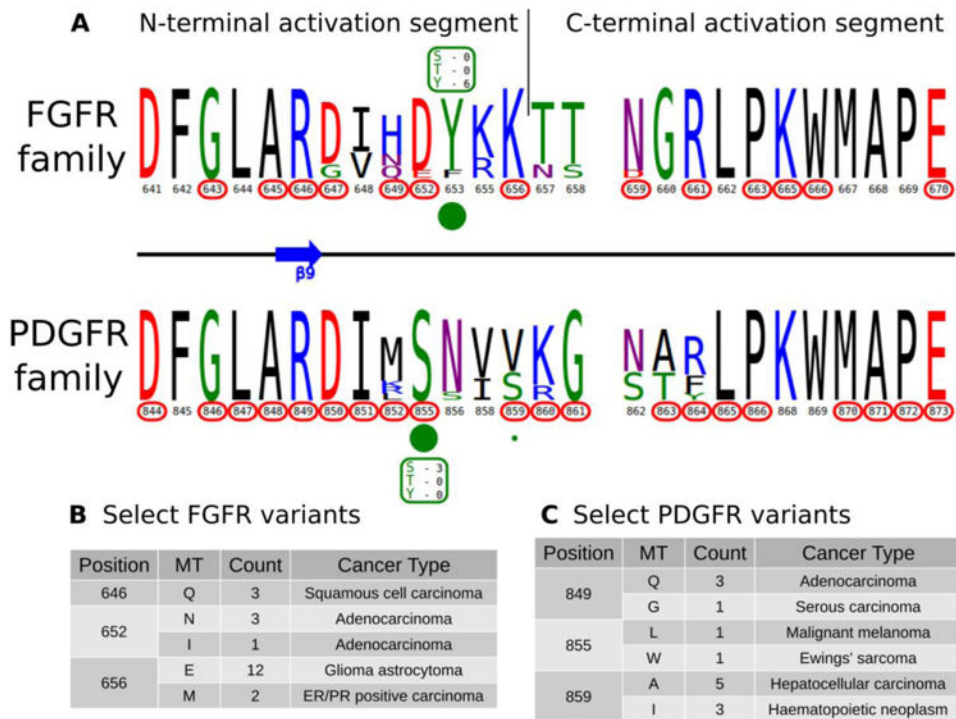 A N-terminal activation segment C-terminal activation segment
S - 0
T - 0
Y - 6
FGFR family
D F G L A R D I H D Y K K T T N G R L P K W M A P E
G V N E F R N S S
Q
641 642 643 644 645 646 647 648 649 652 653 655 656 657 658 659 660 661 662 663 665 666 667 668 669 670
β9
PDGFR family
D F G L A R D I M S N V V K G N A R L P K W M A P E
K S I S R S T F
R Y
844 845 846 847 848 849 850 851 852 855 856 858 859 860 861 862 863 864 865 866 868 869 870 871 872 873
S - 3
T - 0
Y - 0
B Select FGFR variants
Position MT Count Cancer Type
646 Q 3 Squamous cell carcinoma
652 N 3 Adenocarcinoma
I 1 Adenocarcinoma
656 E 12 Glioma astrocytoma
M 2 ER/PR positive carcinoma
C Select PDGFR variants
Position MT Count Cancer Type
849 Q 3 Adenocarcinoma
G 1 Serous carcinoma
855 L 1 Malignant melanoma
W 1 Ewings' sarcoma
859 A 5 Hepatocellular carcinoma
I 3 Haematopoietic neoplasm